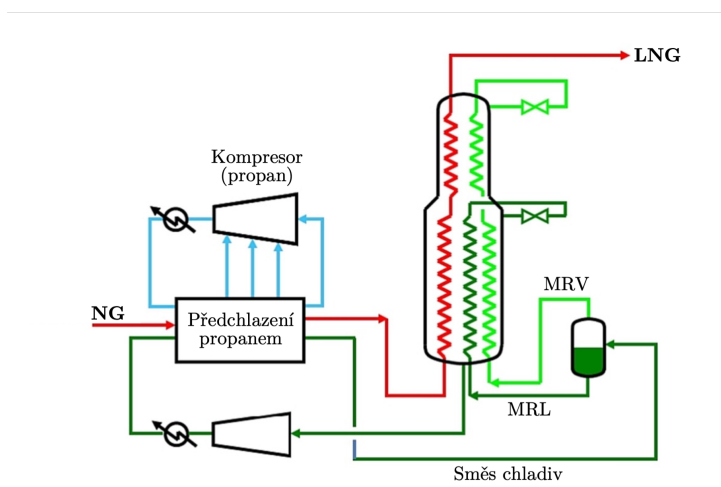 LNG
Kompresor
(propan)
MRV
NG
Předchlazení
propanem
MRL
Směs chladiv